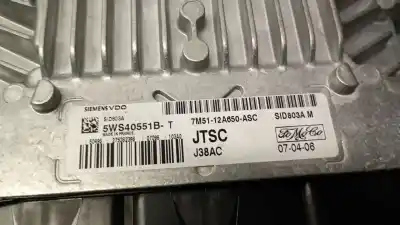 SIEMENS VDO
SID803A
5WS40551B- T
MADE IN FRANCE
7M51-12A650-ASC
SID803A M
JTSC
J38AC
FoMoCo
07-04-06